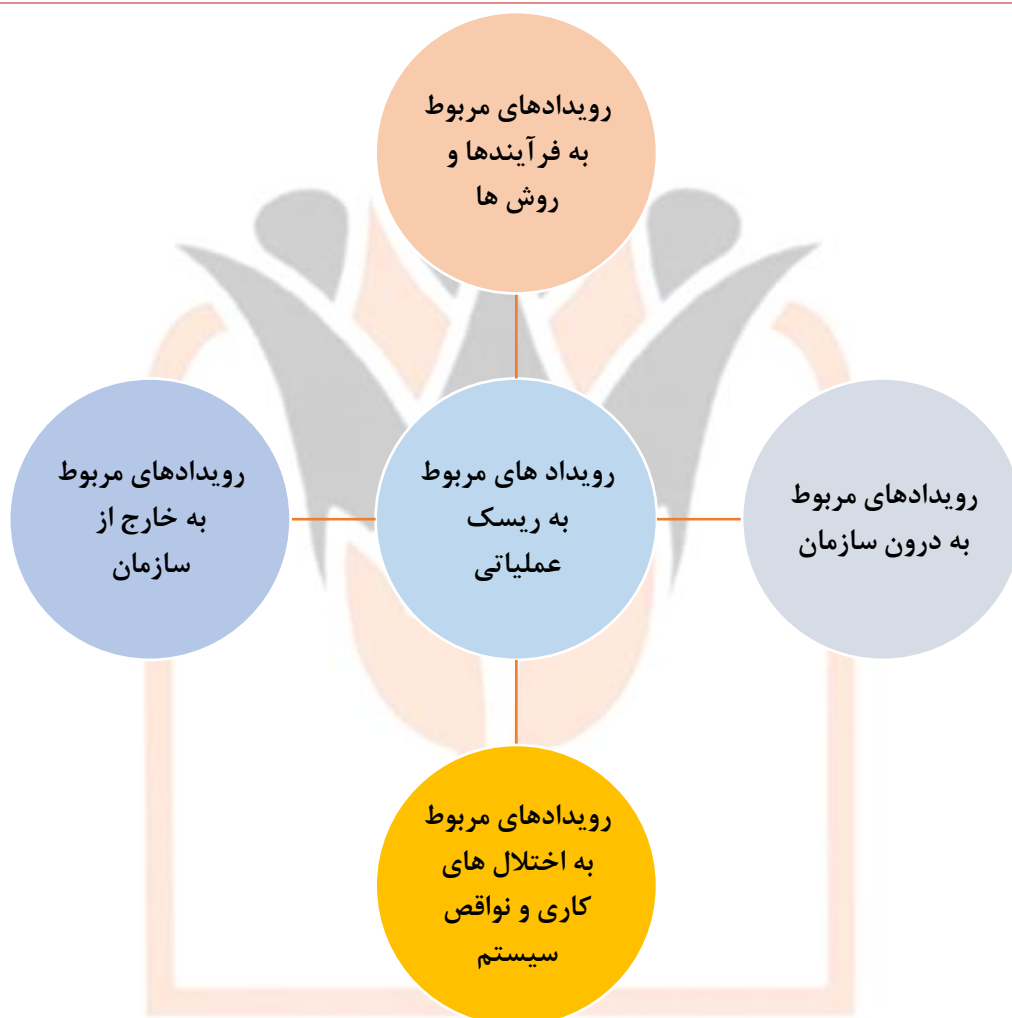 رویدادهای مربوط
به فرآیندها و
روش ها
رویدادهای مربوط
به درون سازمان
رویداد های مربوط
به ریسک
عملیاتی
رویدادهای مربوط
به خارج از
سازمان
رویدادهای مربوط
به اختلال های
کاری و نواقص
سیستم